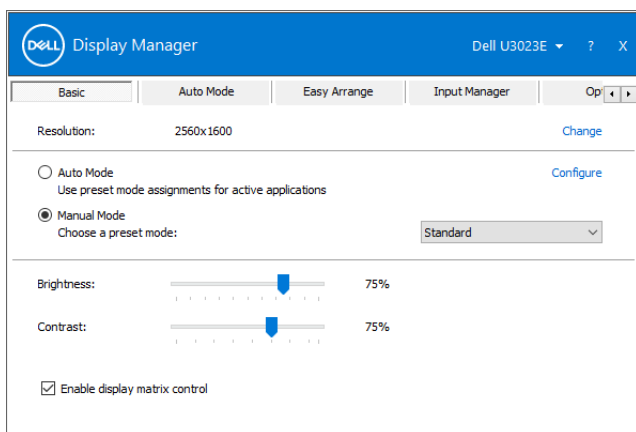 DELL Display Manager Dell U3023E ? X
Basic Auto Mode Easy Arrange Input Manager
Resolution: 2560x1600 Change
Auto Mode Configure
Use preset mode assignments for active applications
Manual Mode
Choose a preset mode: Standard
Brightness: 75%
Contrast: 75%
Enable display matrix control